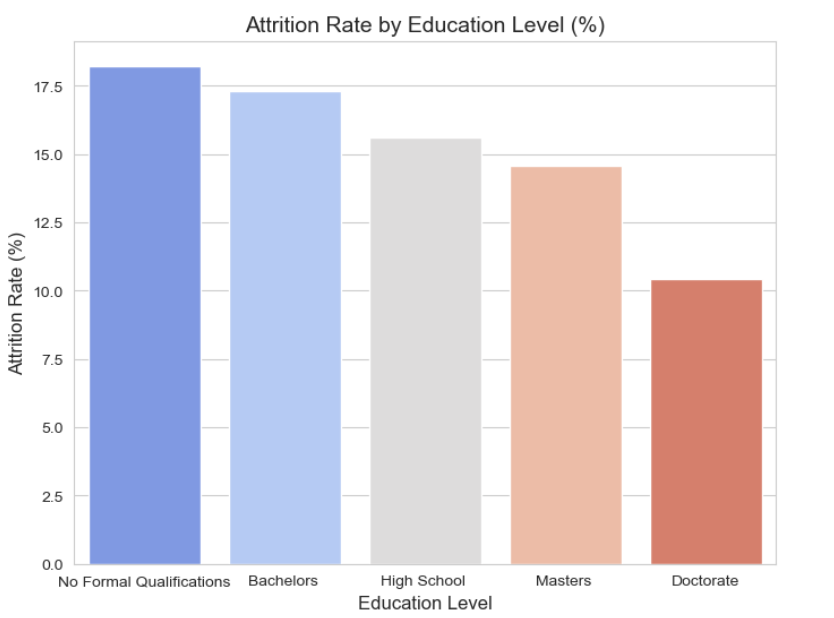 Attrition Rate by Education Level (%)
Attrition Rate (%)
17.5
15.0
12.5
10.0
7.5
5.0
2.5
0.0
No Formal Qualifications Bachelors High School Masters Doctorate
Education Level